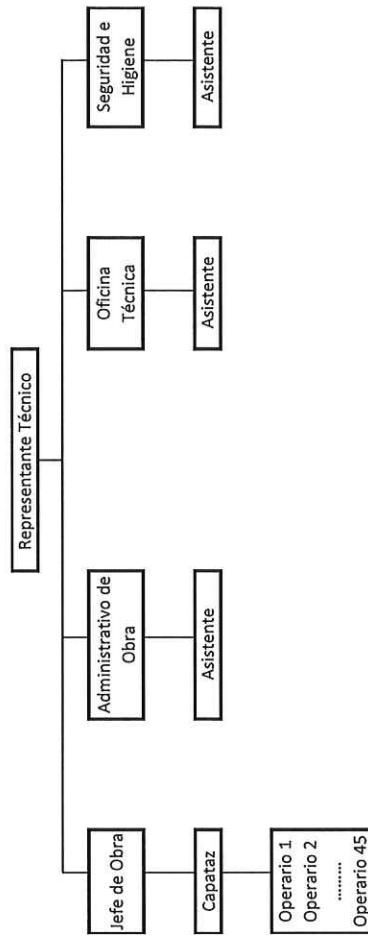 Representante Técnico
Jefe de Obra
Administrativo de
Obra
Oficina
Técnica
Seguridad e
Higiene
Capataz
Asistente
Asistente
Asistente
Operario 1
Operario 2
..........
Operario 45